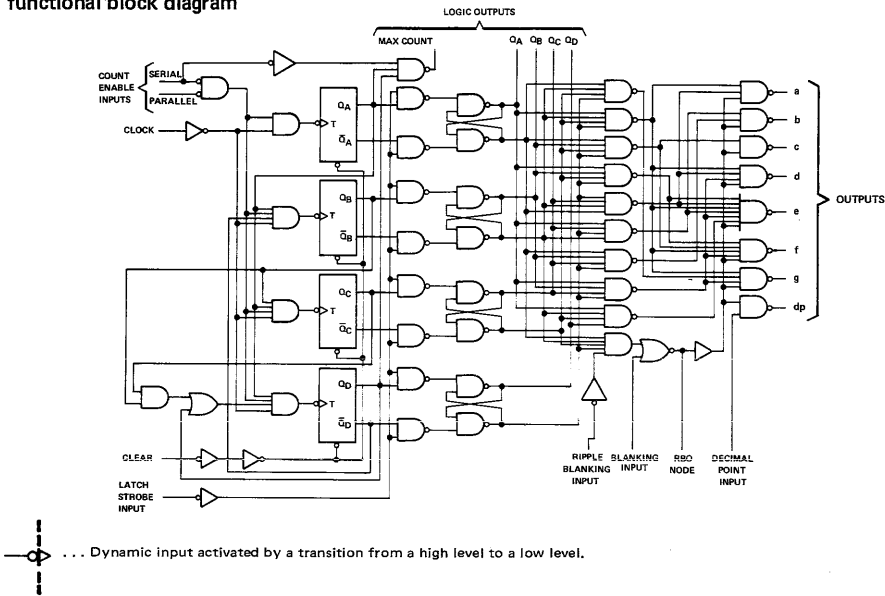 functional block diagram
LOGIC OUTPUTS
MAX COUNT
QA QB QC QD
COUNT
ENABLE
INPUTS
SERIAL
PARALLEL
CLOCK
QA
T
Q̄A
QB
T
Q̄B
QC
T
Q̄C
QD
T
Q̄D
a
b
c
d
e
f
g
dp
OUTPUTS
CLEAR
LATCH
STROBE
INPUT
RIPPLE
BLANKING
INPUT
BLANKING
INPUT
RBO
NODE
DECIMAL
POINT
INPUT
... Dynamic input activated by a transition from a high level to a low level.